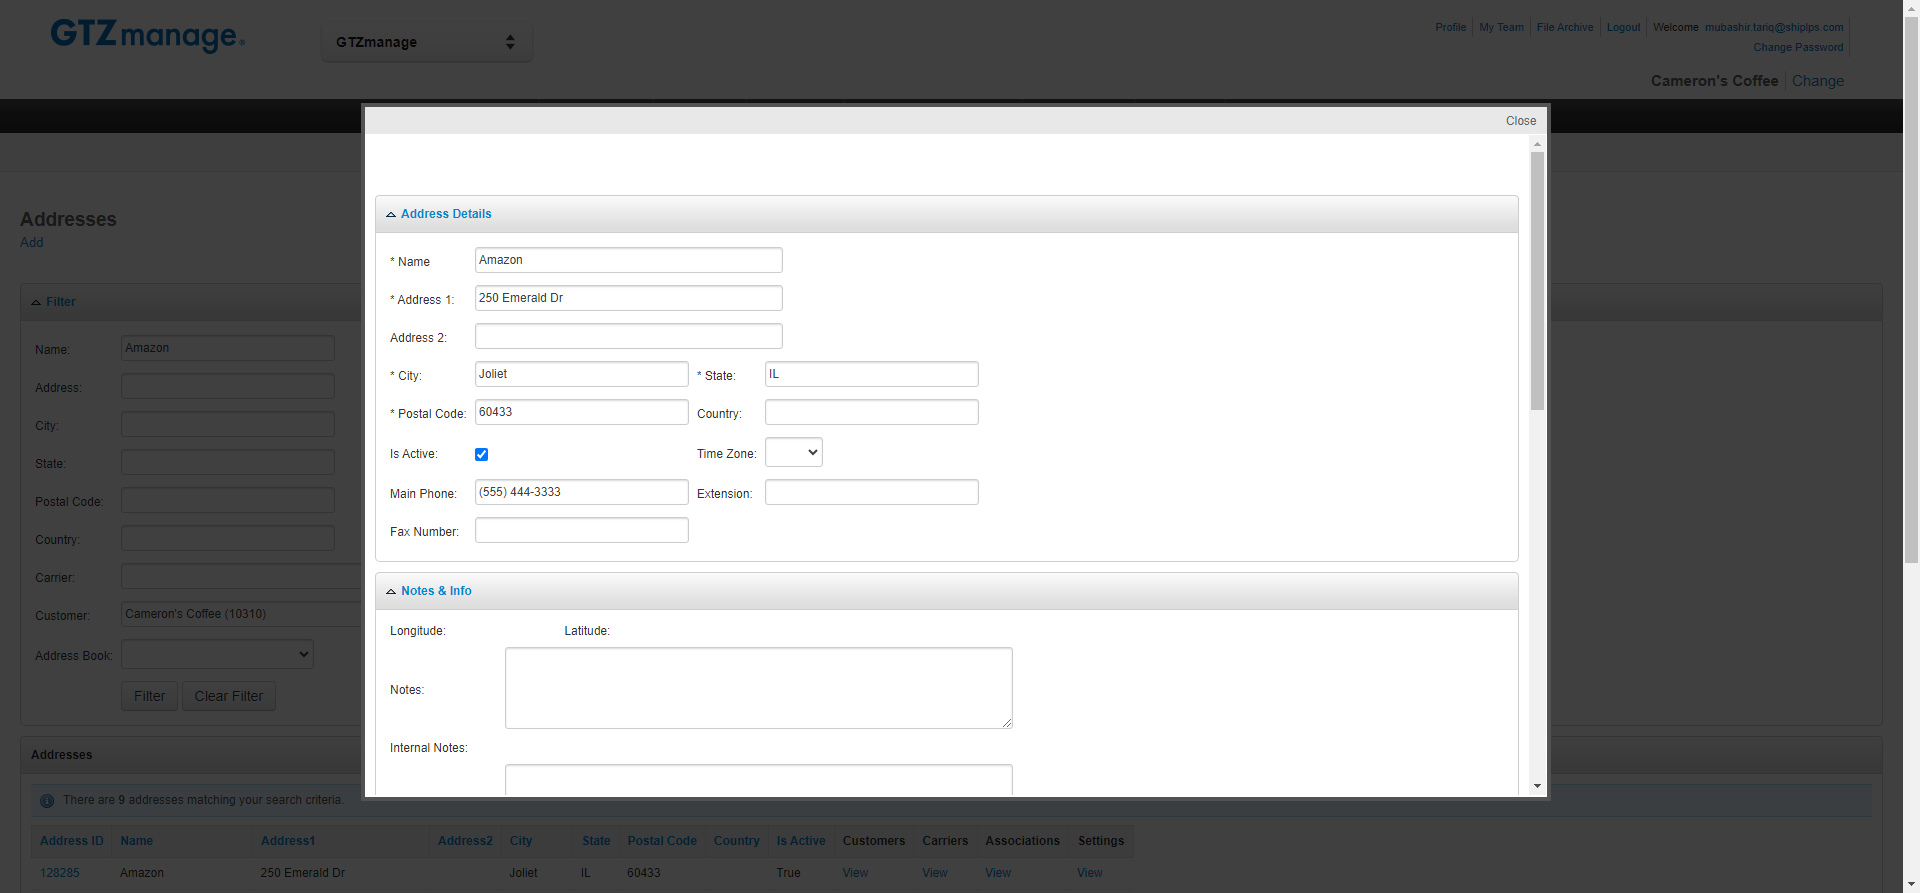 GTZmanage®
GTZmanage
Profile My Team File Archive Logout Welcome mubashir.tariq@shiplps.com
Change Password
Cameron's Coffee Change
Close
Addresses
Add
Filter
Name: Amazon
Address:
City:
State:
Postal Code:
Country:
Carrier:
Customer: Cameron's Coffee (10310)
Address Book:
Filter Clear Filter
Address Details
* Name Amazon
* Address 1: 250 Emerald Dr
Address 2:
* City: Joliet * State: IL
* Postal Code: 60433 Country:
Is Active: Time Zone:
Main Phone: (555) 444-3333 Extension:
Fax Number:
Notes & Info
Longitude: Latitude:
Notes:
Internal Notes:
Addresses
There are 9 addresses matching your search criteria.
Address ID Name Address1 Address2 City State Postal Code Country Is Active Customers Carriers Associations Settings
128285 Amazon 250 Emerald Dr Joliet IL 60433 True View View View View